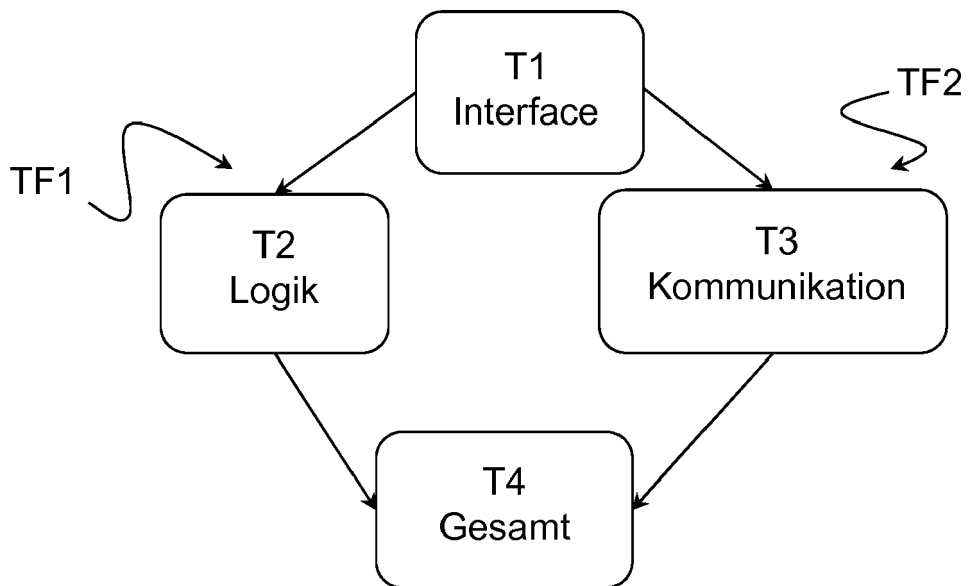 T1
Interface
TF2
TF1
T2
Logik
T3
Kommunikation
T4
Gesamt